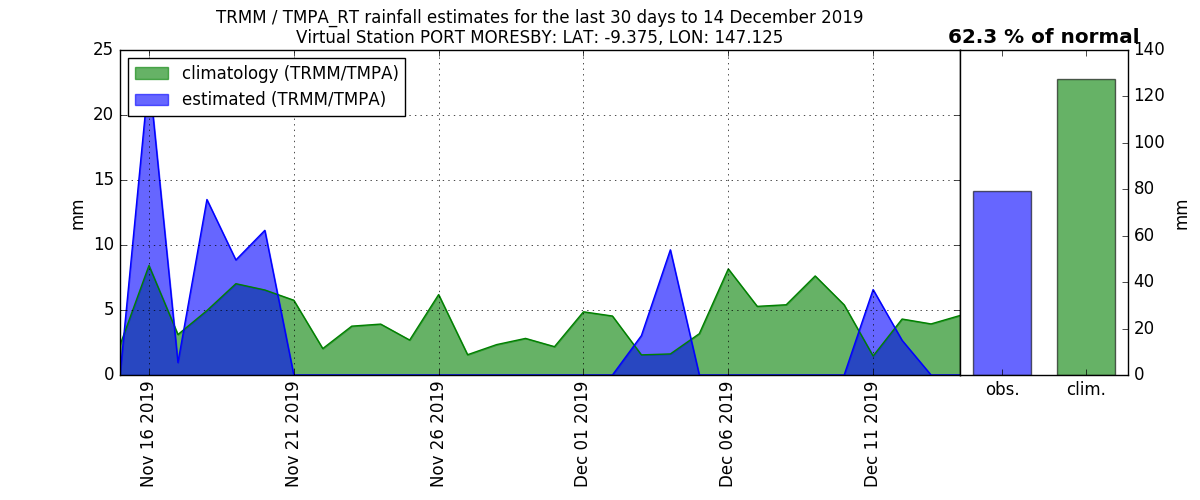 TRMM / TMPA_RT rainfall estimates for the last 30 days to 14 December 2019
Virtual Station PORT MORESBY: LAT: -9.375, LON: 147.125
62.3 % of normal
climatology (TRMM/TMPA)
estimated (TRMM/TMPA)
mm
25
20
15
10
5
0
Nov 16 2019
Nov 21 2019
Nov 26 2019
Dec 01 2019
Dec 06 2019
Dec 11 2019
obs.
clim.
140
120
100
80
60
40
20
0
mm